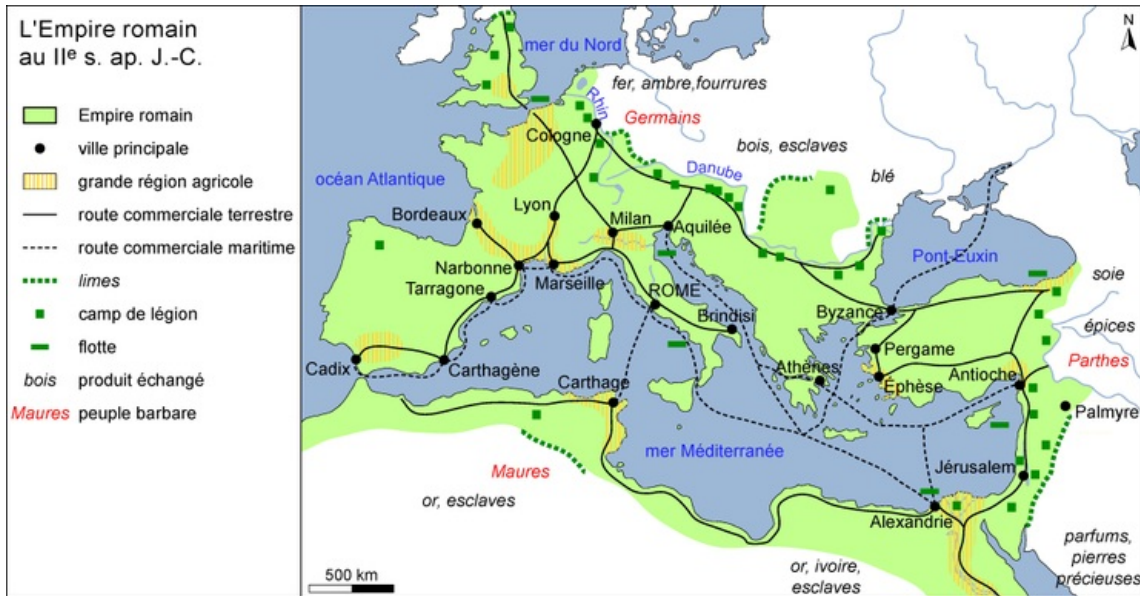 L'Empire romain
au IIe s. ap. J.-C.
Empire romain
ville principale
grande région agricole
route commerciale terrestre
route commerciale maritime
limes
camp de légion
flotte
bois produit échangé
Maures peuple barbare
500 km
N
mer du Nord
fer, ambre,fourrures
Rhin
Germains
Cologne
bois, esclaves
océan Atlantique
Danube
blé
Lyon
Milan
Bordeaux
Aquilée
Pont-Euxin
Narbonne
Marseille
soie
Tarragone
ROME
Brindisi
Byzance
épices
Pergame
Parthes
Cadix
Carthagène
Athènes
Éphèse
Antioche
Carthage
Palmyre
mer Méditerranée
Maures
Jérusalem
or, esclaves
Alexandrie
parfums,
pierres
précieuses
or, ivoire,
esclaves